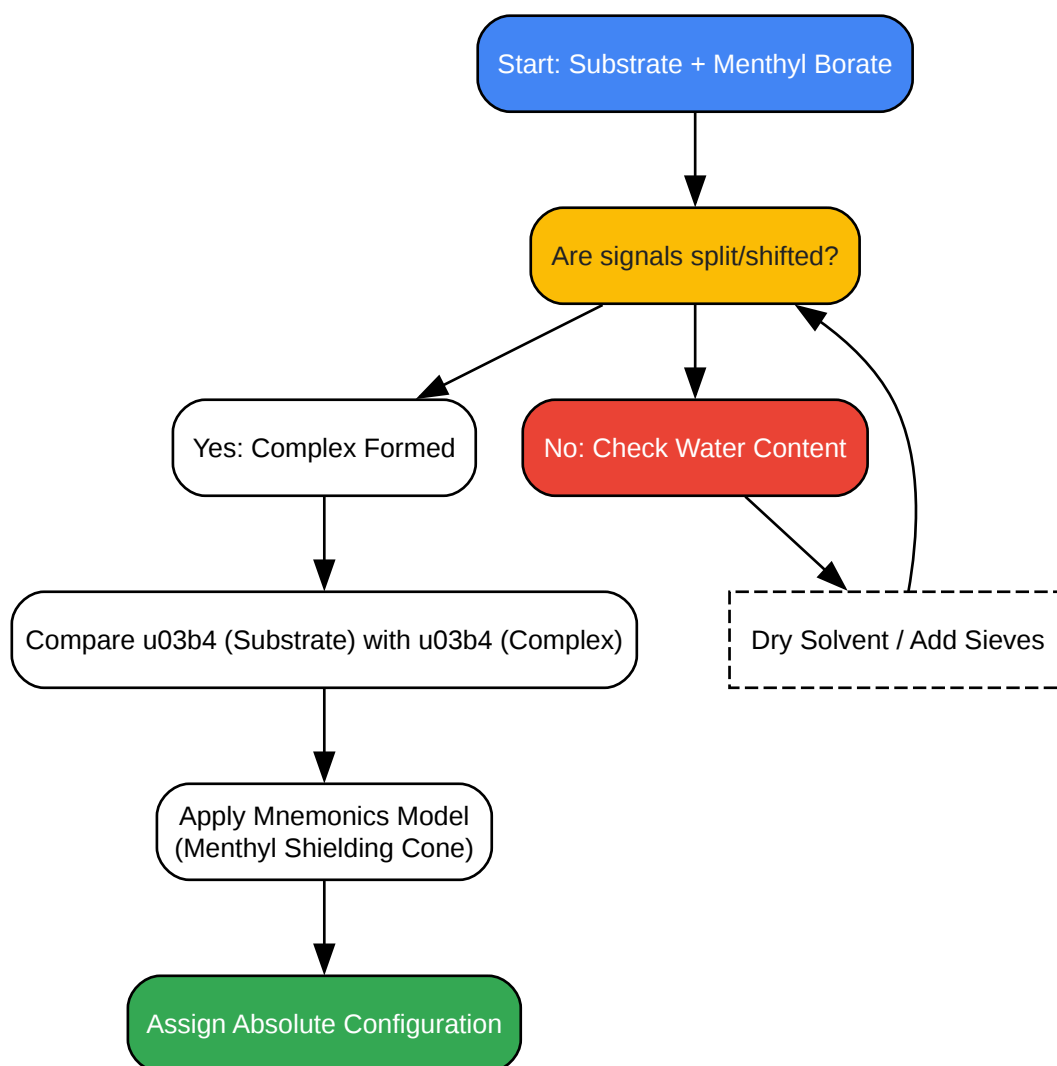 Start: Substrate + Menthyl Borate
Are signals split/shifted?
Yes: Complex Formed
No: Check Water Content
Compare u03b4 (Substrate) with u03b4 (Complex)
Dry Solvent / Add Sieves
Apply Mnemonics Model
(Menthyl Shielding Cone)
Assign Absolute Configuration